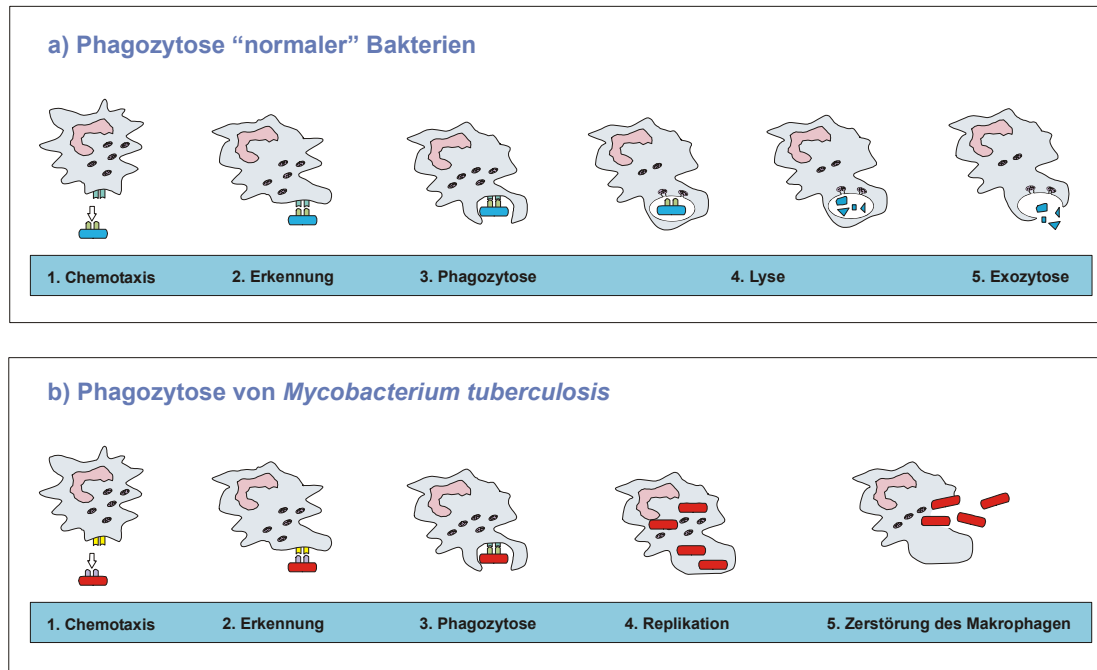 a) Phagozytose “normaler” Bakterien
1. Chemotaxis 2. Erkennung 3. Phagozytose 4. Lyse 5. Exozytose
b) Phagozytose von Mycobacterium tuberculosis
1. Chemotaxis 2. Erkennung 3. Phagozytose 4. Replikation 5. Zerstörung des Makrophagen